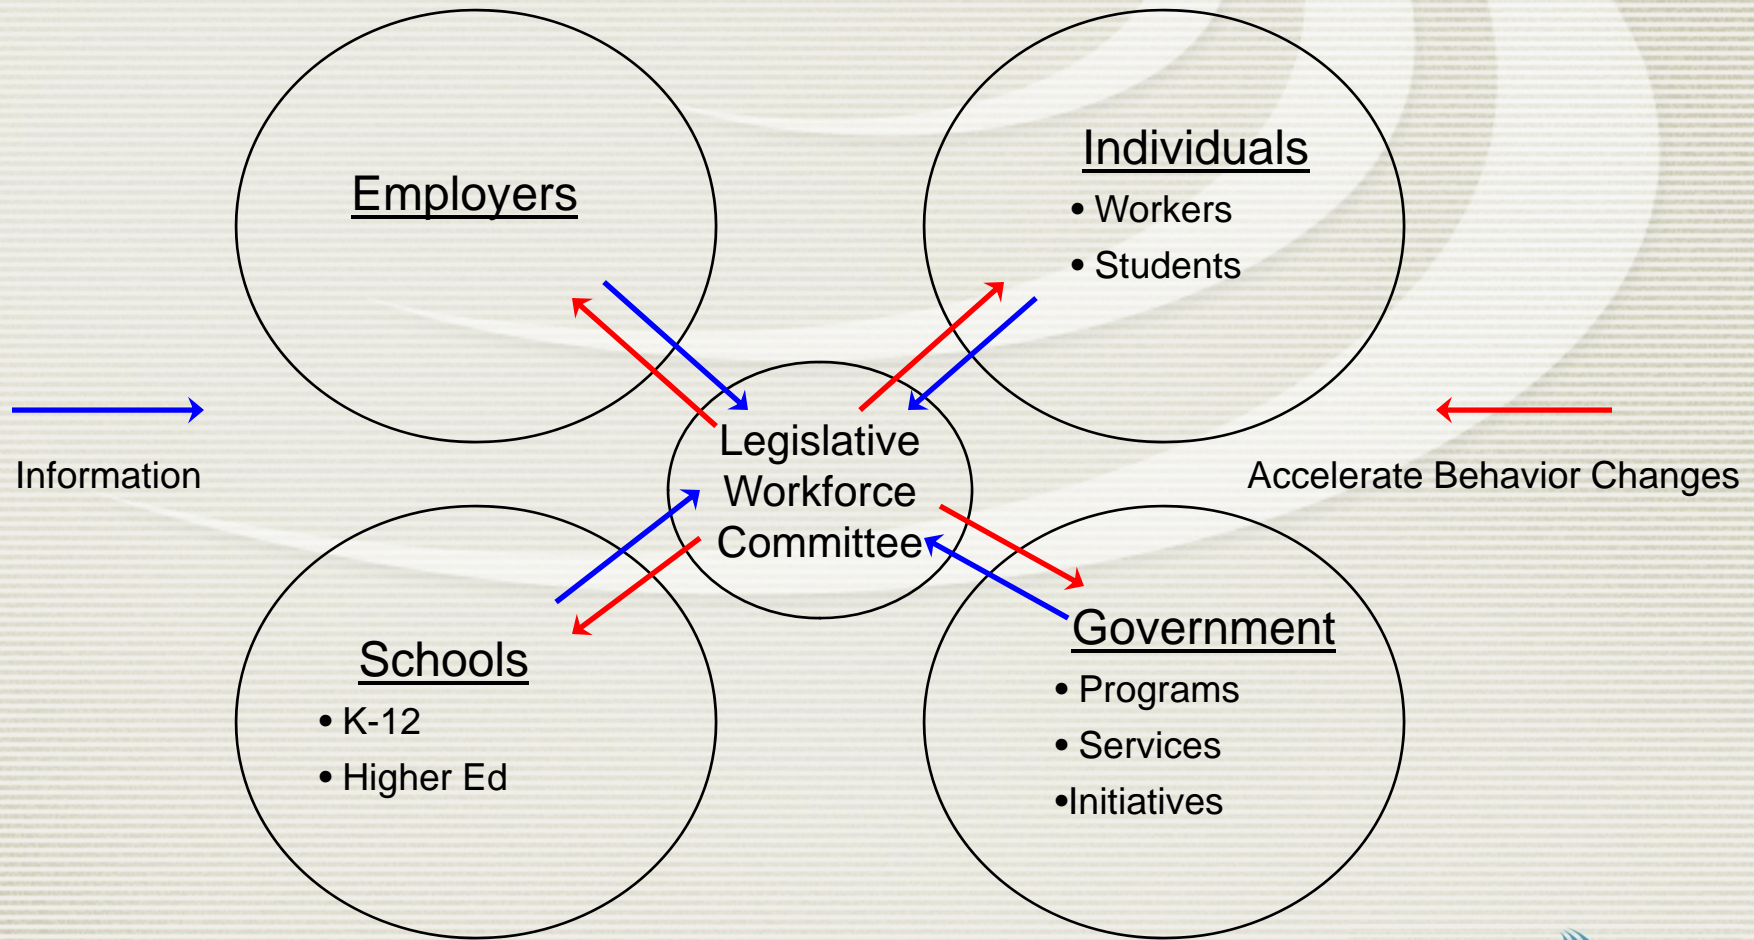 Employers
Individuals
• Workers
• Students
Information
Legislative
Workforce
Committee
Accelerate Behavior Changes
Schools
• K-12
• Higher Ed
Government
• Programs
• Services
•Initiatives